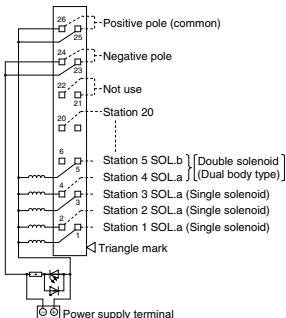 26 Positive pole (common)
25
24 Negative pole
23
22 Not use
21
20 Station 20
6
Station 5 SOL.b [Double solenoid
5
Station 4 SOL.a (Dual body type)]
4 Station 3 SOL.a (Single solenoid)
3
Station 2 SOL.a (Single solenoid)
2 Station 1 SOL.a (Single solenoid)
1
Triangle mark
Power supply terminal